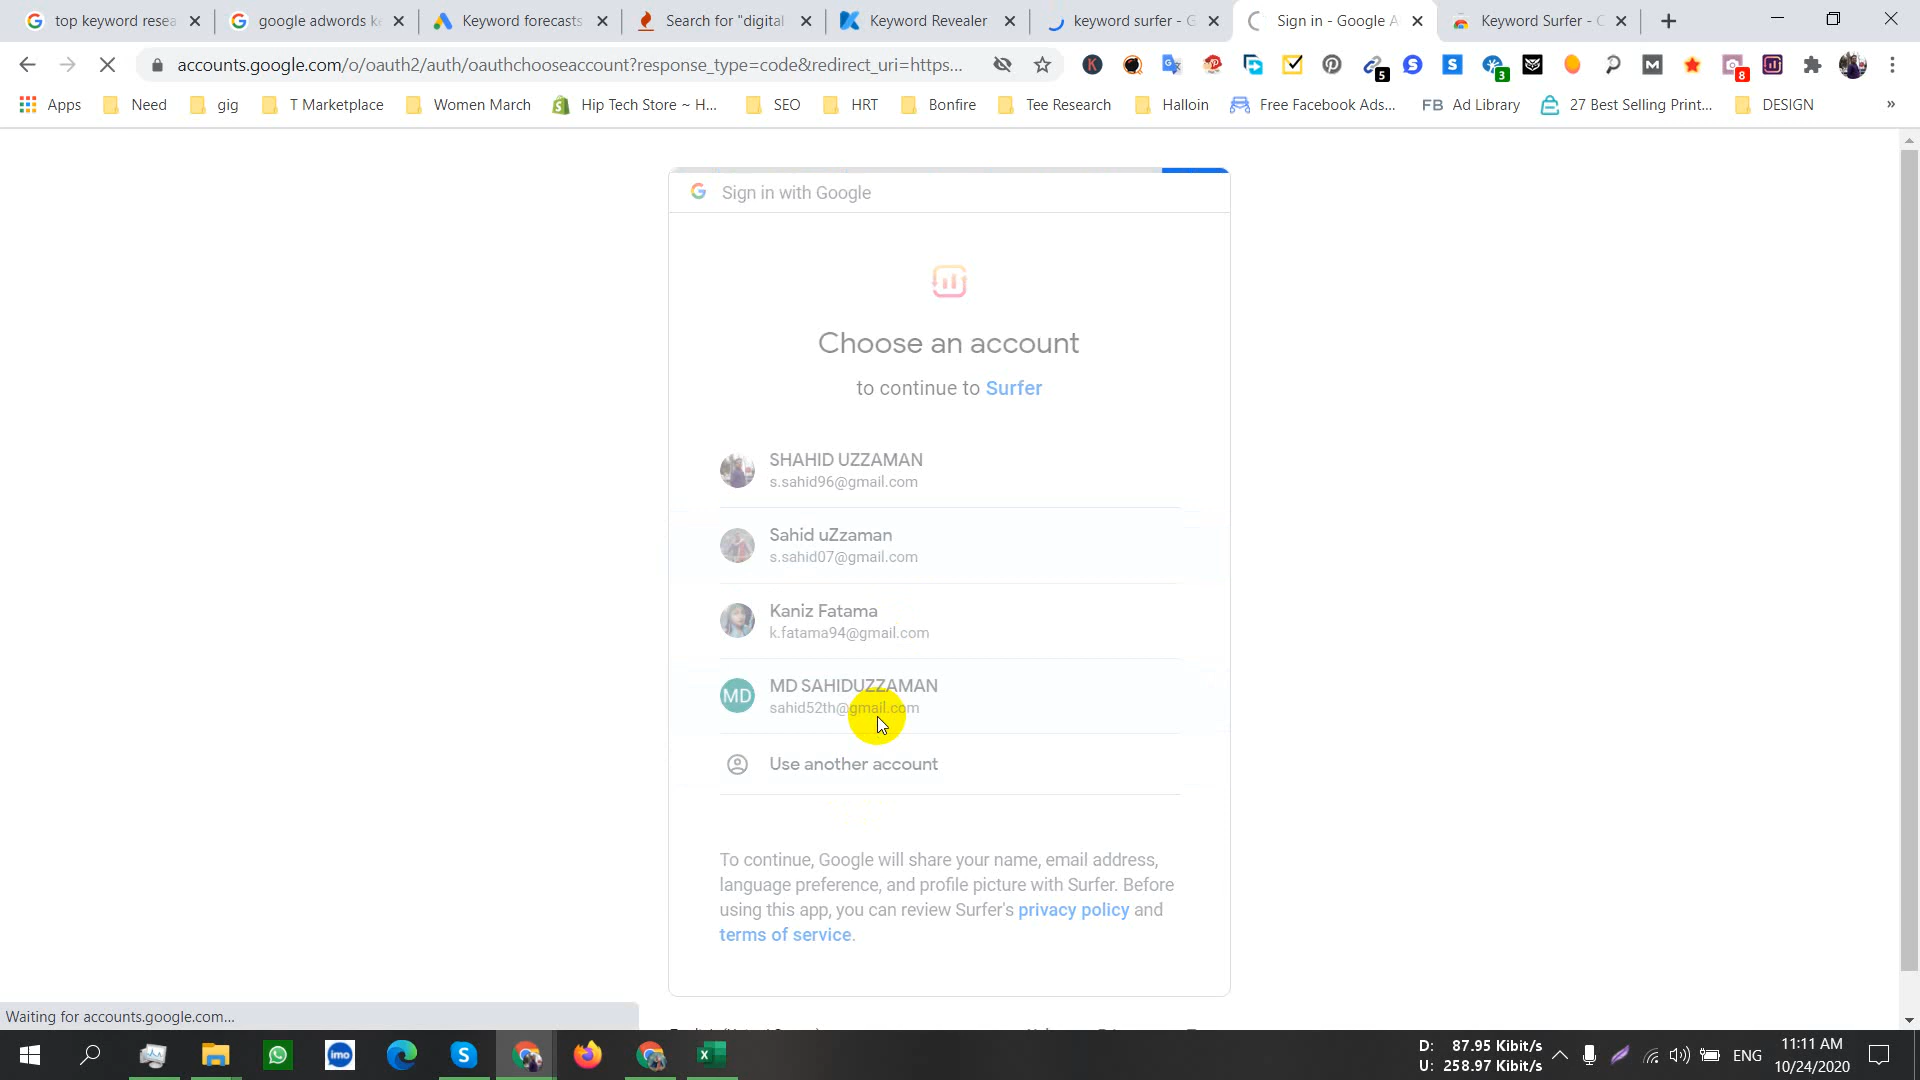 top keyword resea
google adwords k
Keyword forecasts
Search for "digital
Keyword Revealer
keyword surfer - G
Sign in - Google A
Keyword Surfer - C
accounts.google.com/o/oauth2/auth/oauthchooseaccount?response_type=code&redirect_uri=https...
5
3
8
Apps
Need
gig
T Marketplace
Women March
Hip Tech Store ~ H...
SEO
HRT
Bonfire
Tee Research
Halloin
Free Facebook Ads...
FB Ad Library
27 Best Selling Print...
DESIGN
»
Sign in with Google
Choose an account
to continue to Surfer
SHAHID UZZAMAN
s.sahid96@gmail.com
Sahid uZzaman
s.sahid07@gmail.com
Kaniz Fatama
k.fatama94@gmail.com
MD
MD SAHIDUZZAMAN
sahid52th@gmail.com
Use another account
To continue, Google will share your name, email address,
language preference, and profile picture with Surfer. Before
using this app, you can review Surfer's privacy policy and
terms of service.
Waiting for accounts.google.com...
imo
D: 87.95 Kibit/s
U: 258.97 Kibit/s
ENG
11:11 AM
10/24/2020